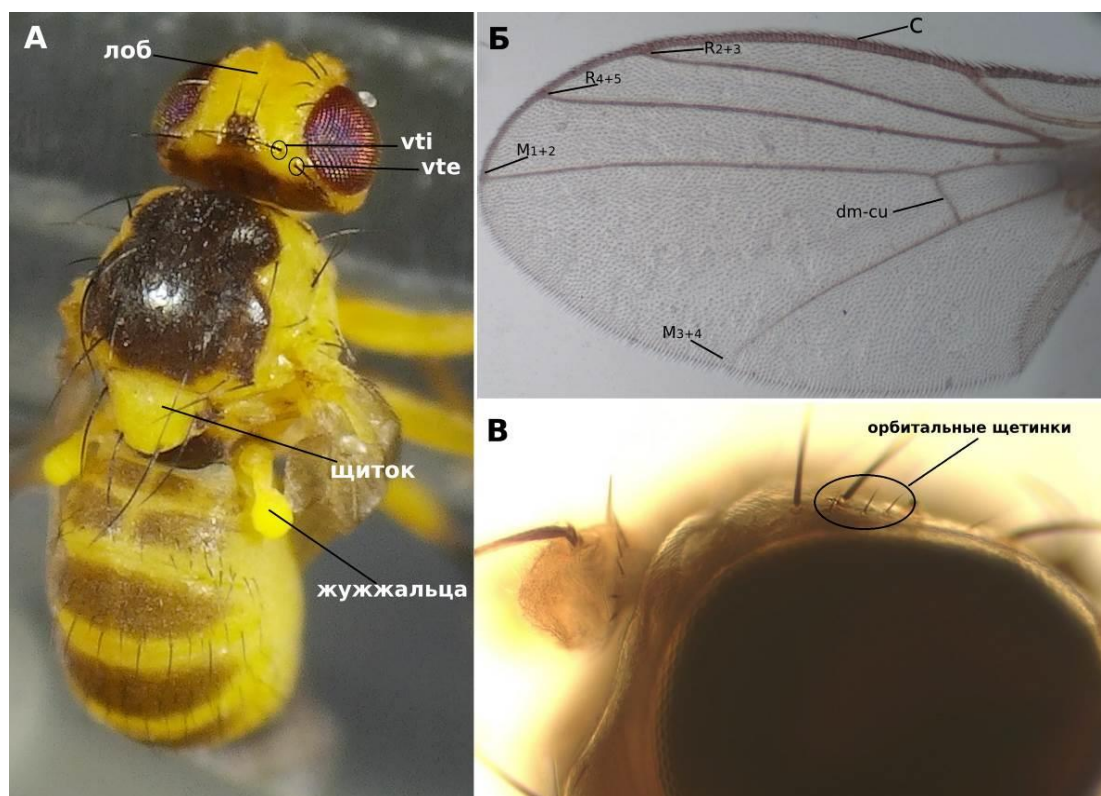 А
лоб
vti
vte
щиток
жужжальца
Б
C
R2+3
R4+5
M1+2
dm-cu
M3+4
В
орбитальные щетинки